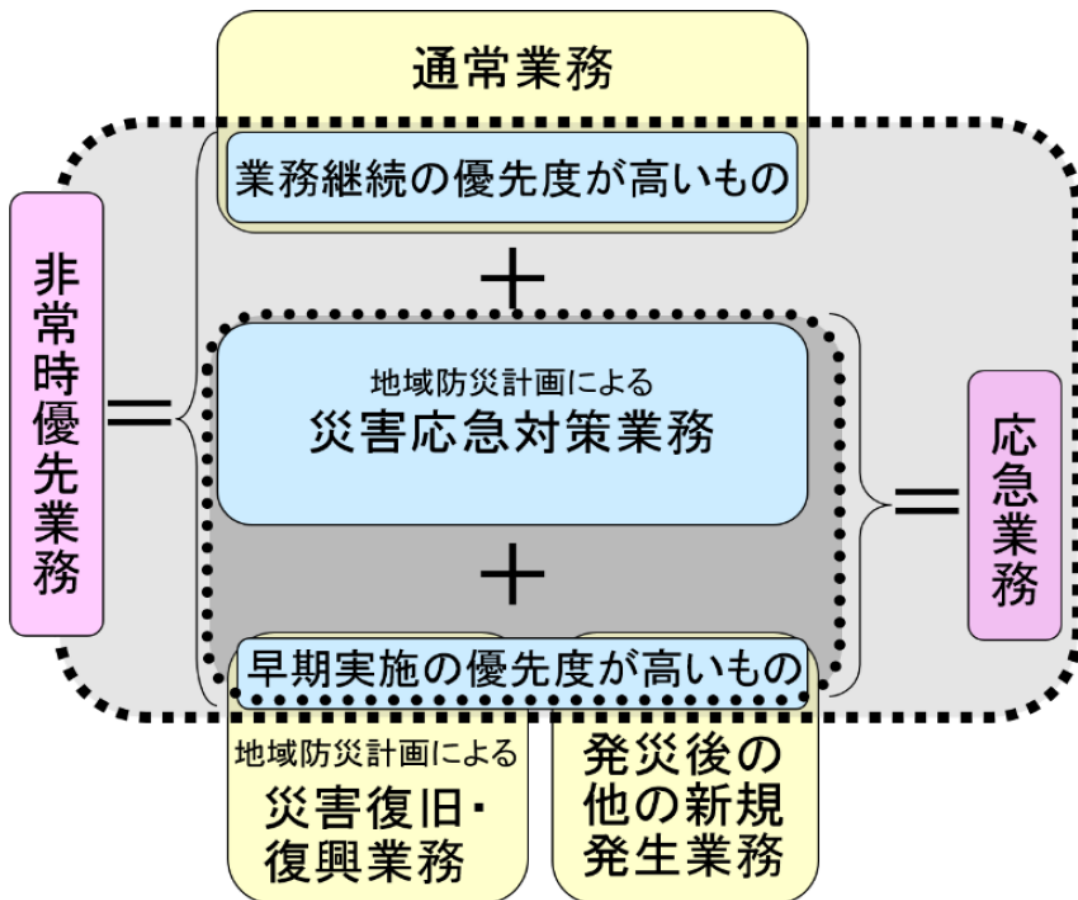 通常業務
業務継続の優先度が高いもの
＋
非常時優先業務
＝
地域防災計画による
災害応急対策業務
＝
応急業務
＋
早期実施の優先度が高いもの
地域防災計画による
災害復旧・
復興業務
発災後の
他の新規
発生業務